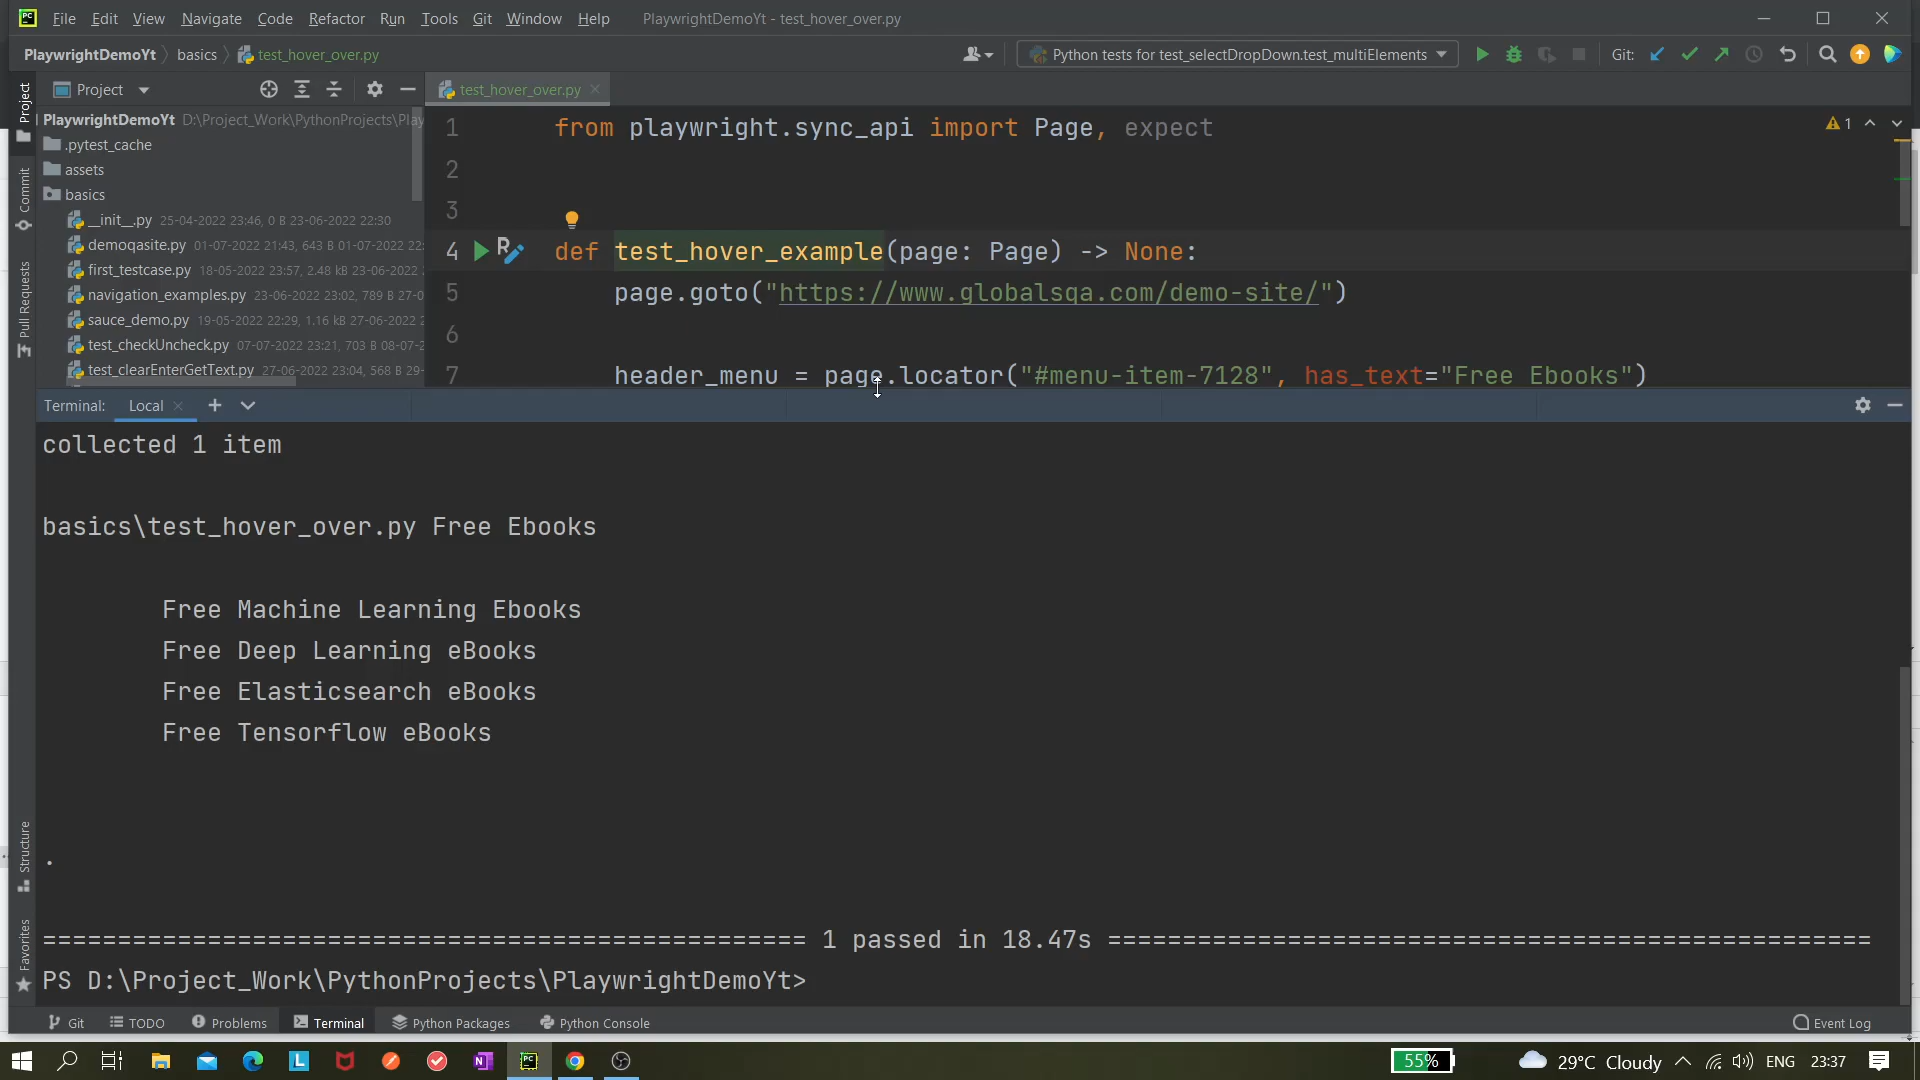 PC File Edit View Navigate Code Refactor Run Tools Git Window Help PlaywrightDemoYt - test_hover_over.py
PlaywrightDemoYt basics test_hover_over.py Python tests for test_selectDropDown.test_multiElements Git:
Project
test_hover_over.py
PlaywrightDemoYt D:\Project_Work\PythonProjects\Play
.pytest_cache
assets
basics
__init__.py 25-04-2022 23:46, 0 B 23-06-2022 22:30
demoqasite.py 01-07-2022 21:43, 643 B 01-07-2022 22:
first_testcase.py 18-05-2022 23:57, 2.48 kB 23-06-2022
navigation_examples.py 23-06-2022 23:02, 789 B 27-0
sauce_demo.py 19-05-2022 22:29, 1.16 kB 27-06-2022 2
test_checkUncheck.py 07-07-2022 23:21, 703 B 08-07-2
test_clearEnterGetText.py 27-06-2022 23:04, 568 B 29-
Project
Commit
Pull Requests
Structure
Favorites
1 from playwright.sync_api import Page, expect
2
3
4 def test_hover_example(page: Page) -> None:
5 page.goto("https://www.globalsqa.com/demo-site/")
6
7 header_menu = page.locator("#menu-item-7128", has_text="Free Ebooks")
1
Terminal: Local
collected 1 item
basics\test_hover_over.py Free Ebooks
Free Machine Learning Ebooks
Free Deep Learning eBooks
Free Elasticsearch eBooks
Free Tensorflow eBooks
.
=================================================== 1 passed in 18.47s ===================================================
PS D:\Project_Work\PythonProjects\PlaywrightDemoYt>
Git TODO Problems Terminal Python Packages Python Console Event Log
L N PC 55% 29°C Cloudy ENG 23:37